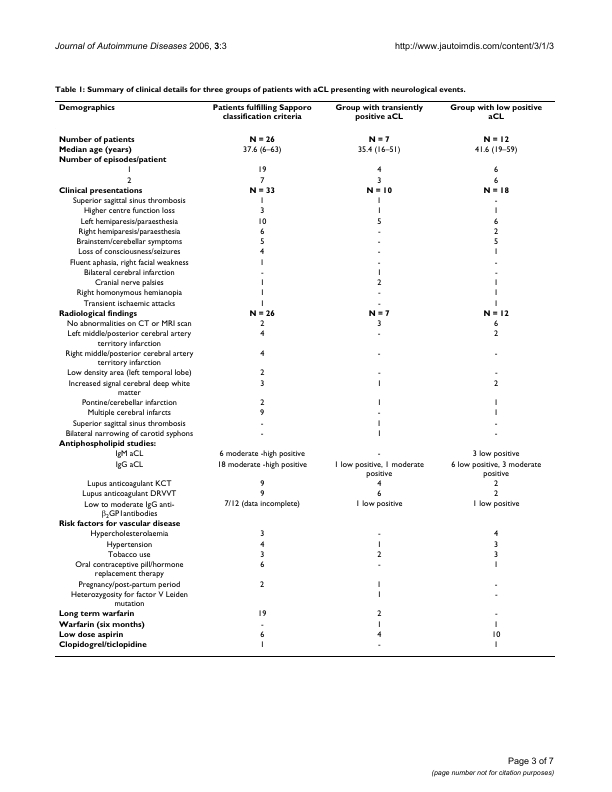 Journal of Autoimmune Diseases 2006, 3:3 http://www.jautoimdis.com/content/3/1/3
Table 1: Summary of clinical details for three groups of patients with aCL presenting with neurological events.
Demographics Patients fulfilling Sapporo classification criteria Group with transiently positive aCL Group with low positive aCL
Number of patients N = 26 N = 7 N = 12
Median age (years) 37.6 (6–63) 35.4 (16–51) 41.6 (19–59)
Number of episodes/patient
1 19 4 6
2 7 3 6
Clinical presentations N = 33 N = 10 N = 18
Superior sagittal sinus thrombosis 1 1 -
Higher centre function loss 3 1 1
Left hemiparesis/paraesthesia 10 5 6
Right hemiparesis/paraesthesia 6 - 2
Brainstem/cerebellar symptoms 5 - 5
Loss of consciousness/seizures 4 - 1
Fluent aphasia, right facial weakness 1 - -
Bilateral cerebral infarction - 1 -
Cranial nerve palsies 1 2 1
Right homonymous hemianopia 1 - 1
Transient ischaemic attacks 1 - 1
Radiological findings N = 26 N = 7 N = 12
No abnormalities on CT or MRI scan 2 3 6
Left middle/posterior cerebral artery territory infarction 4 - 2
Right middle/posterior cerebral artery territory infarction 4 - -
Low density area (left temporal lobe) 2 - -
Increased signal cerebral deep white matter 3 1 2
Pontine/cerebellar infarction 2 1 1
Multiple cerebral infarcts 9 - 1
Superior sagittal sinus thrombosis - 1 -
Bilateral narrowing of carotid syphons - 1 -
Antiphospholipid studies:
IgM aCL 6 moderate -high positive - 3 low positive
IgG aCL 18 moderate -high positive 1 low positive, 1 moderate positive 6 low positive, 3 moderate positive
Lupus anticoagulant KCT 9 4 2
Lupus anticoagulant DRVVT 9 6 2
Low to moderate IgG anti-β2GPIantibodies 7/12 (data incomplete) 1 low positive 1 low positive
Risk factors for vascular disease
Hypercholesterolaemia 3 - 4
Hypertension 4 1 3
Tobacco use 3 2 3
Oral contraceptive pill/hormone replacement therapy 6 - 1
Pregnancy/post-partum period 2 1 -
Heterozygosity for factor V Leiden mutation 1 -
Long term warfarin 19 2 -
Warfarin (six months) - 1 1
Low dose aspirin 6 4 10
Clopidogrel/ticlopidine 1 - 1
Page 3 of 7
(page number not for citation purposes)